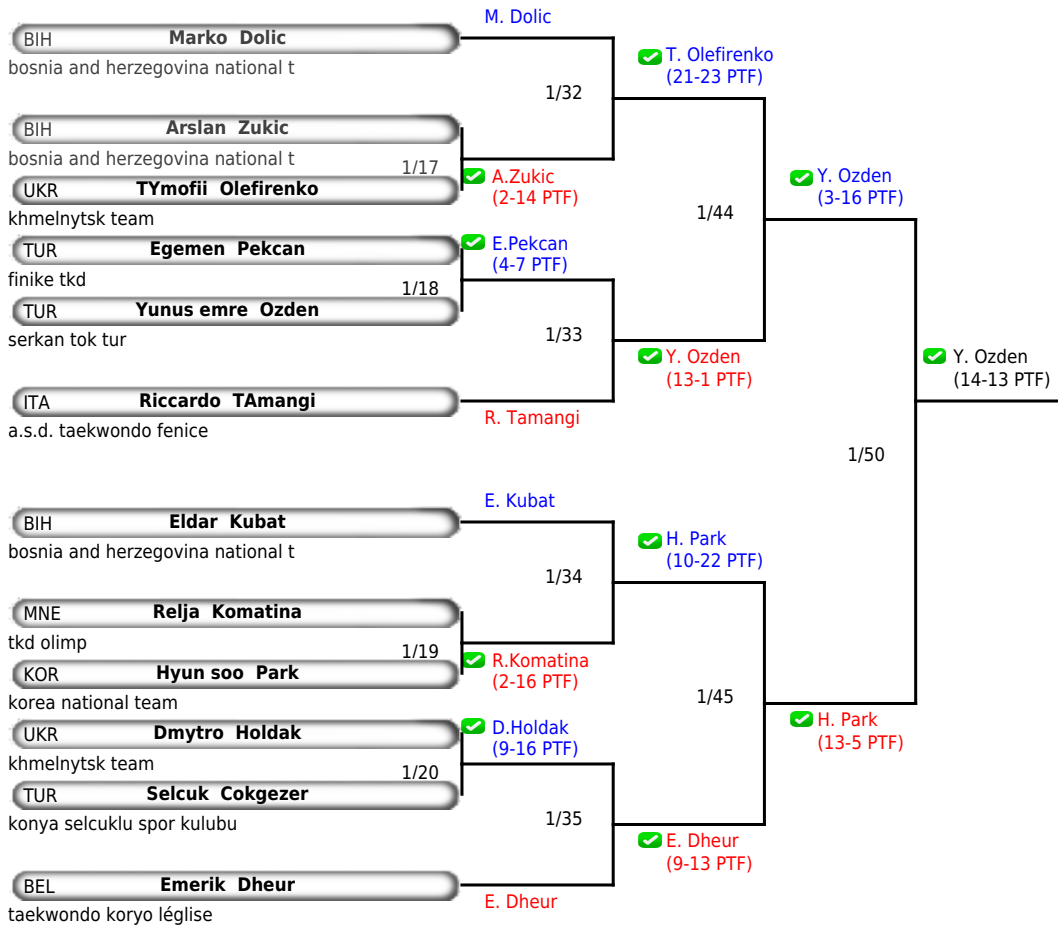 M. Dolic
BIH Marko Dolic
bosnia and herzegovina national t
T. Olefirenko
(21-23 PTF)
1/32
BIH Arslan Zukic
bosnia and herzegovina national t
1/17
A.Zukic
(2-14 PTF)
UKR TYmofii Olefirenko
khmelnytsk team
Y. Ozden
(3-16 PTF)
1/44
TUR Egemen Pekcan
finike tkd
E.Pekcan
(4-7 PTF)
1/18
TUR Yunus emre Ozden
serkan tok tur
1/33
Y. Ozden
(13-1 PTF)
Y. Ozden
(14-13 PTF)
ITA Riccardo TAmangi
a.s.d. taekwondo fenice
R. Tamangi
1/50
E. Kubat
BIH Eldar Kubat
bosnia and herzegovina national t
H. Park
(10-22 PTF)
1/34
MNE Relja Komatina
tkd olimp
1/19
R.Komatina
(2-16 PTF)
KOR Hyun soo Park
korea national team
1/45
H. Park
(13-5 PTF)
UKR Dmytro Holdak
khmelnytsk team
D.Holdak
(9-16 PTF)
1/20
TUR Selcuk Cokgezer
konya selcuklu spor kulubu
1/35
E. Dheur
(9-13 PTF)
BEL Emerik Dheur
taekwondo koryo léglise
E. Dheur